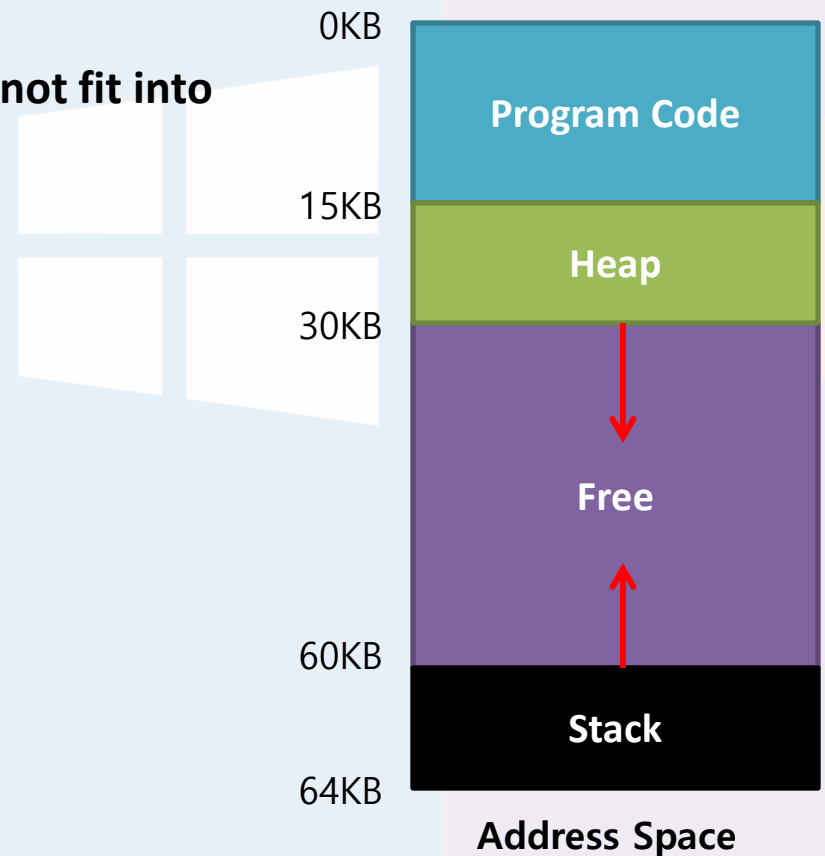 0KB
not fit into
Program Code
15KB
Heap
30KB
Free
60KB
Stack
64KB
Address Space